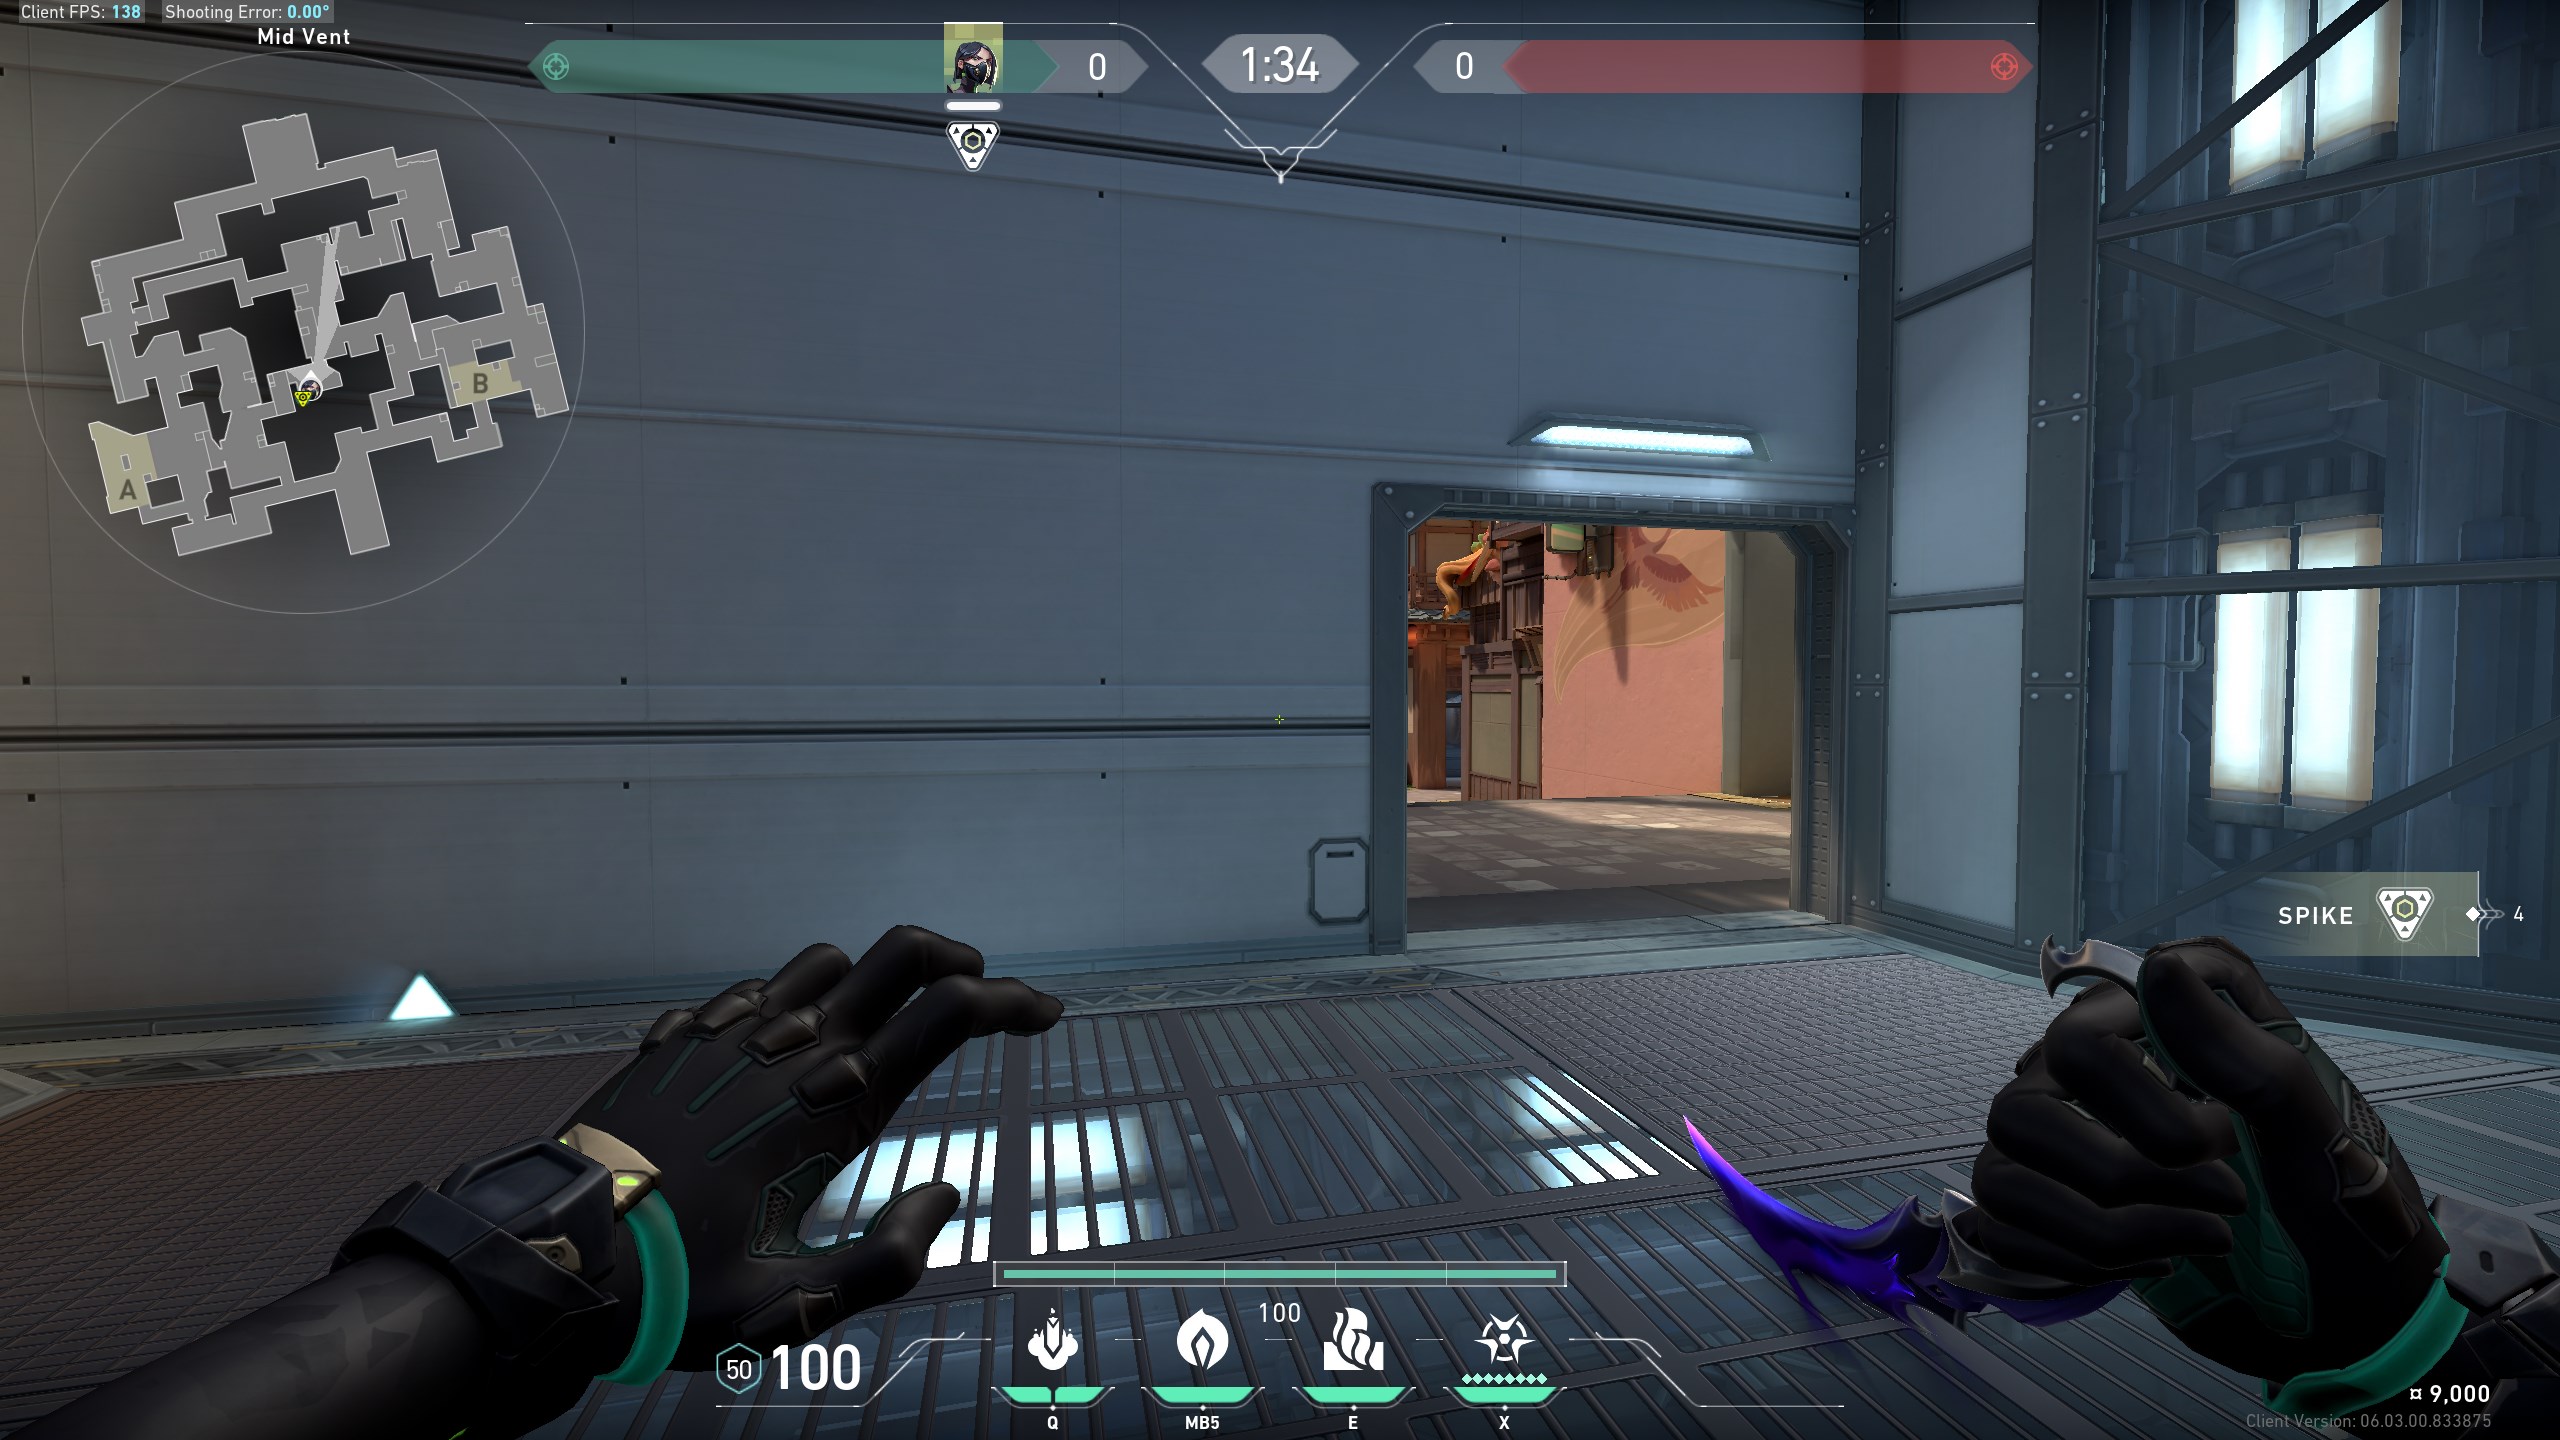 Client FPS: 138 Shooting Error: 0.00°
Mid Vent
0 1:34 0
B
A
SPIKE 4
100
50 100
Q MB5 E X
¤ 9,000
Client Version: 06.03.00.833875